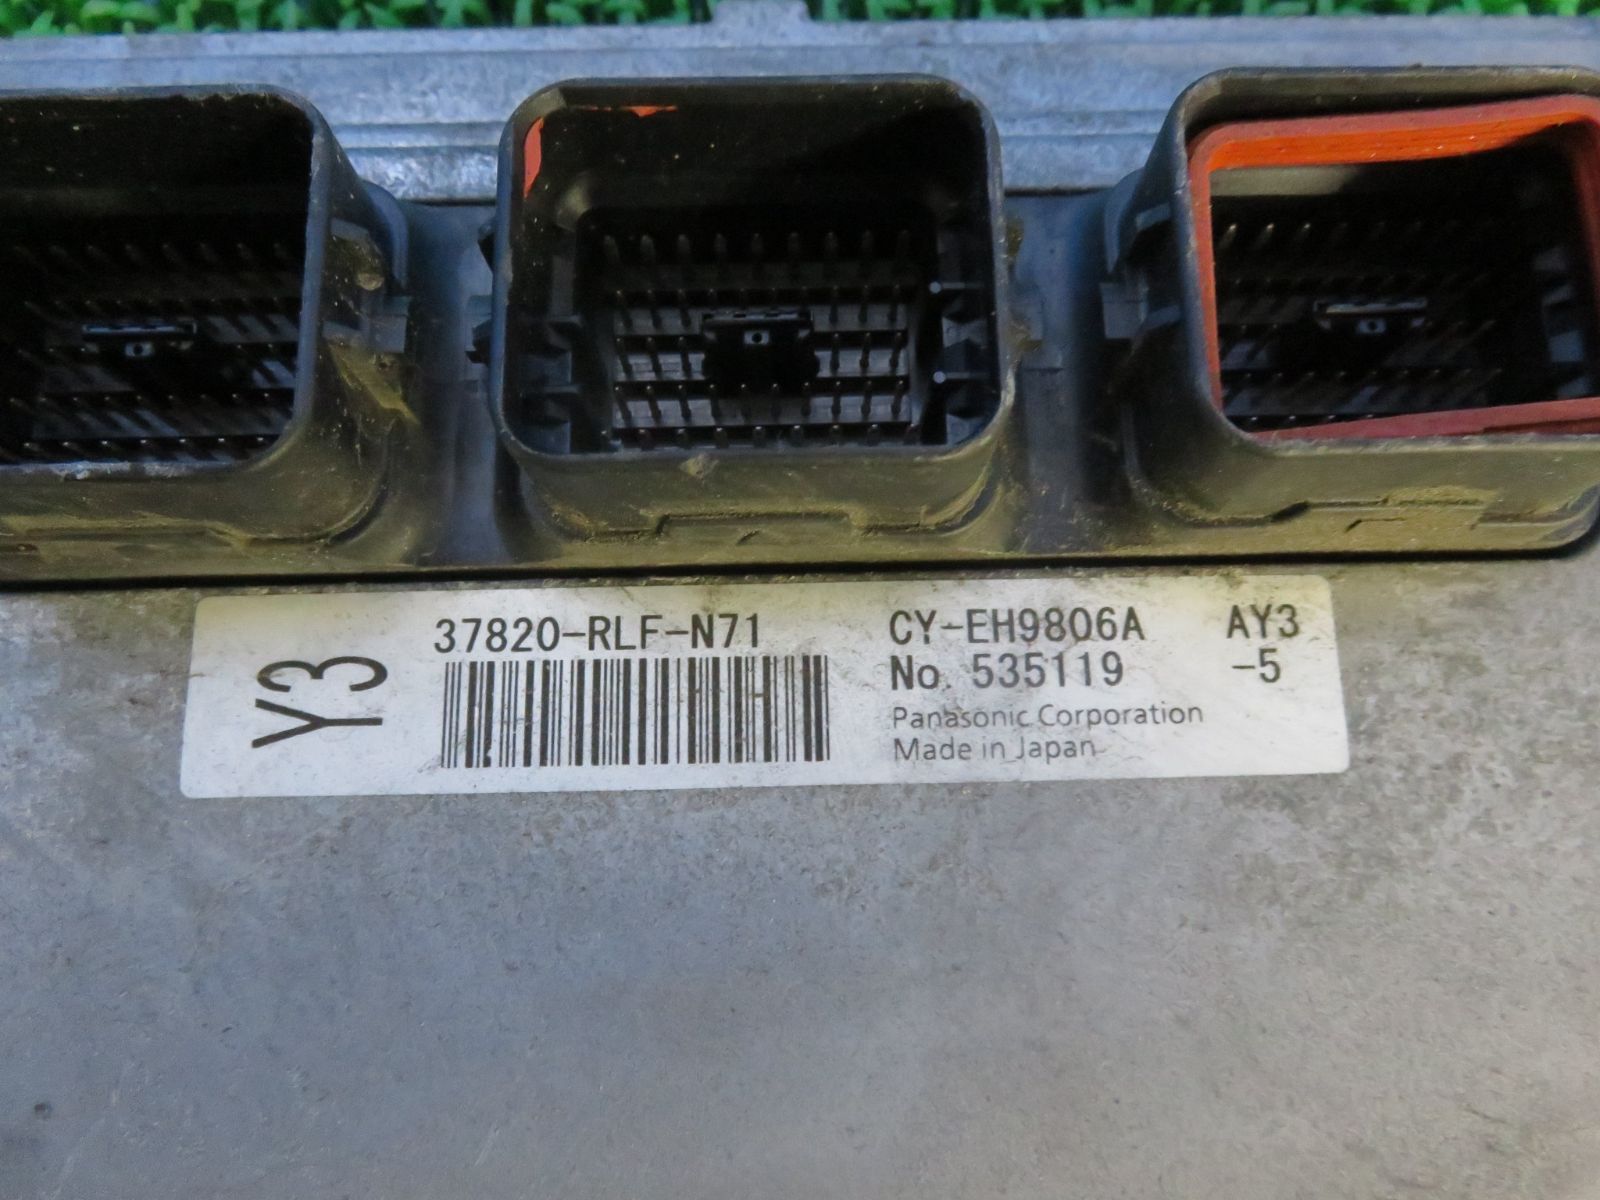 Y3
37820-RLF-N71
CY-EH9806A AY3
No. 535119 -5
Panasonic Corporation
Made in Japan